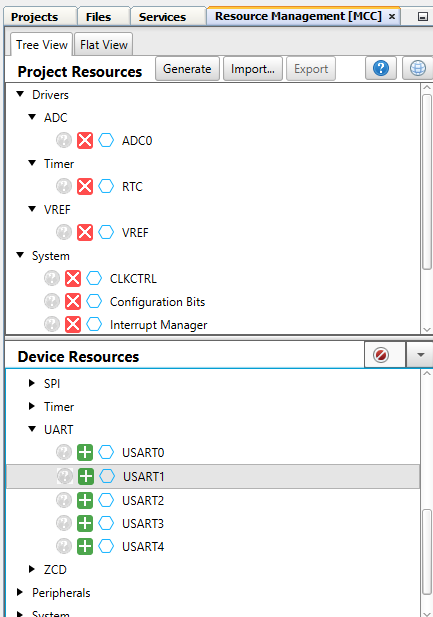 Projects Files Services Resource Management [MCC] ×
Tree View Flat View
Project Resources Generate Import... Export ?
Drivers
ADC
? ADC0
Timer
? RTC
VREF
? VREF
System
? CLKCTRL
? Configuration Bits
? Interrupt Manager
Device Resources
SPI
Timer
UART
? USART0
? USART1
? USART2
? USART3
? USART4
ZCD
Peripherals
System